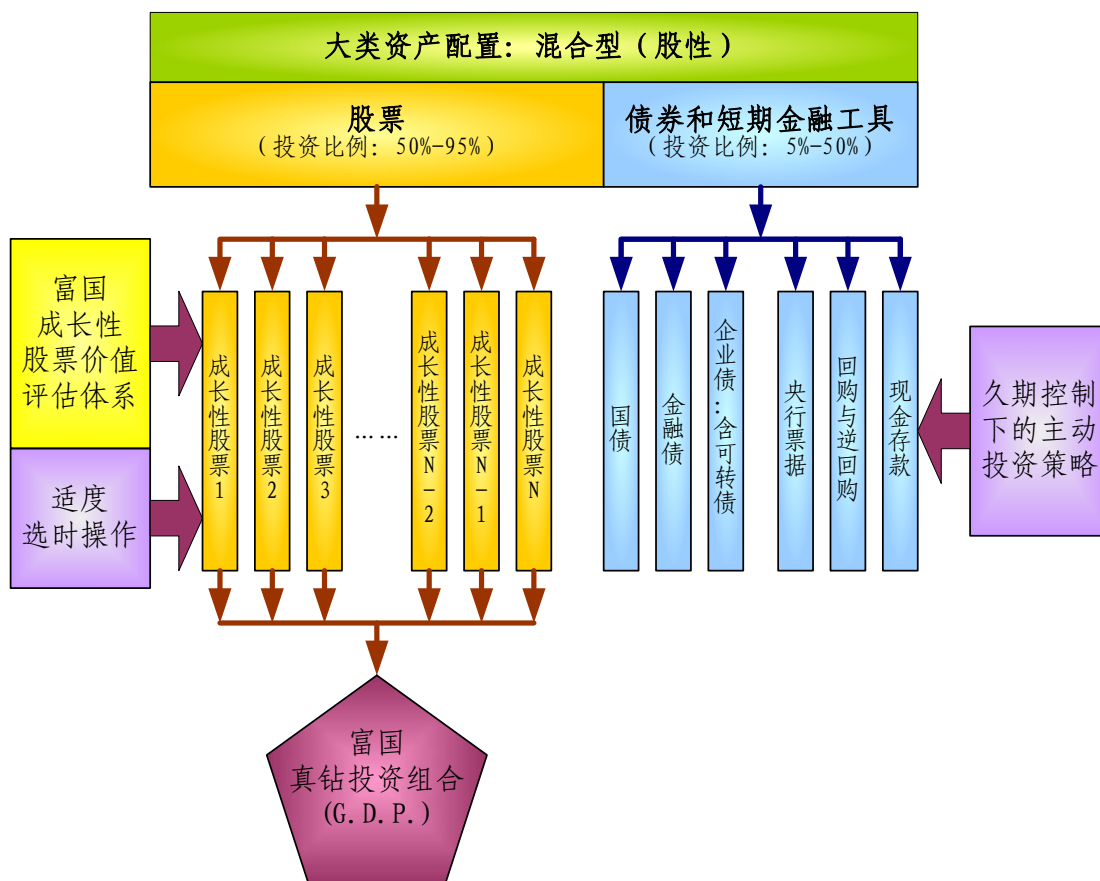 大类资产配置：混合型（股性）
股票
（投资比例：50%-95%）
债券和短期金融工具
（投资比例：5%-50%）
富国
成长性
股票价值
评估体系
适度
选时操作
成长性股票1
成长性股票2
成长性股票3
……
成长性股票N-2
成长性股票N-1
成长性股票N
国债
金融债
企业债：含可转债
央行票据
回购与逆回购
现金存款
久期控制
下的主动
投资策略
富国
真钻投资组合
(G.D.P.)